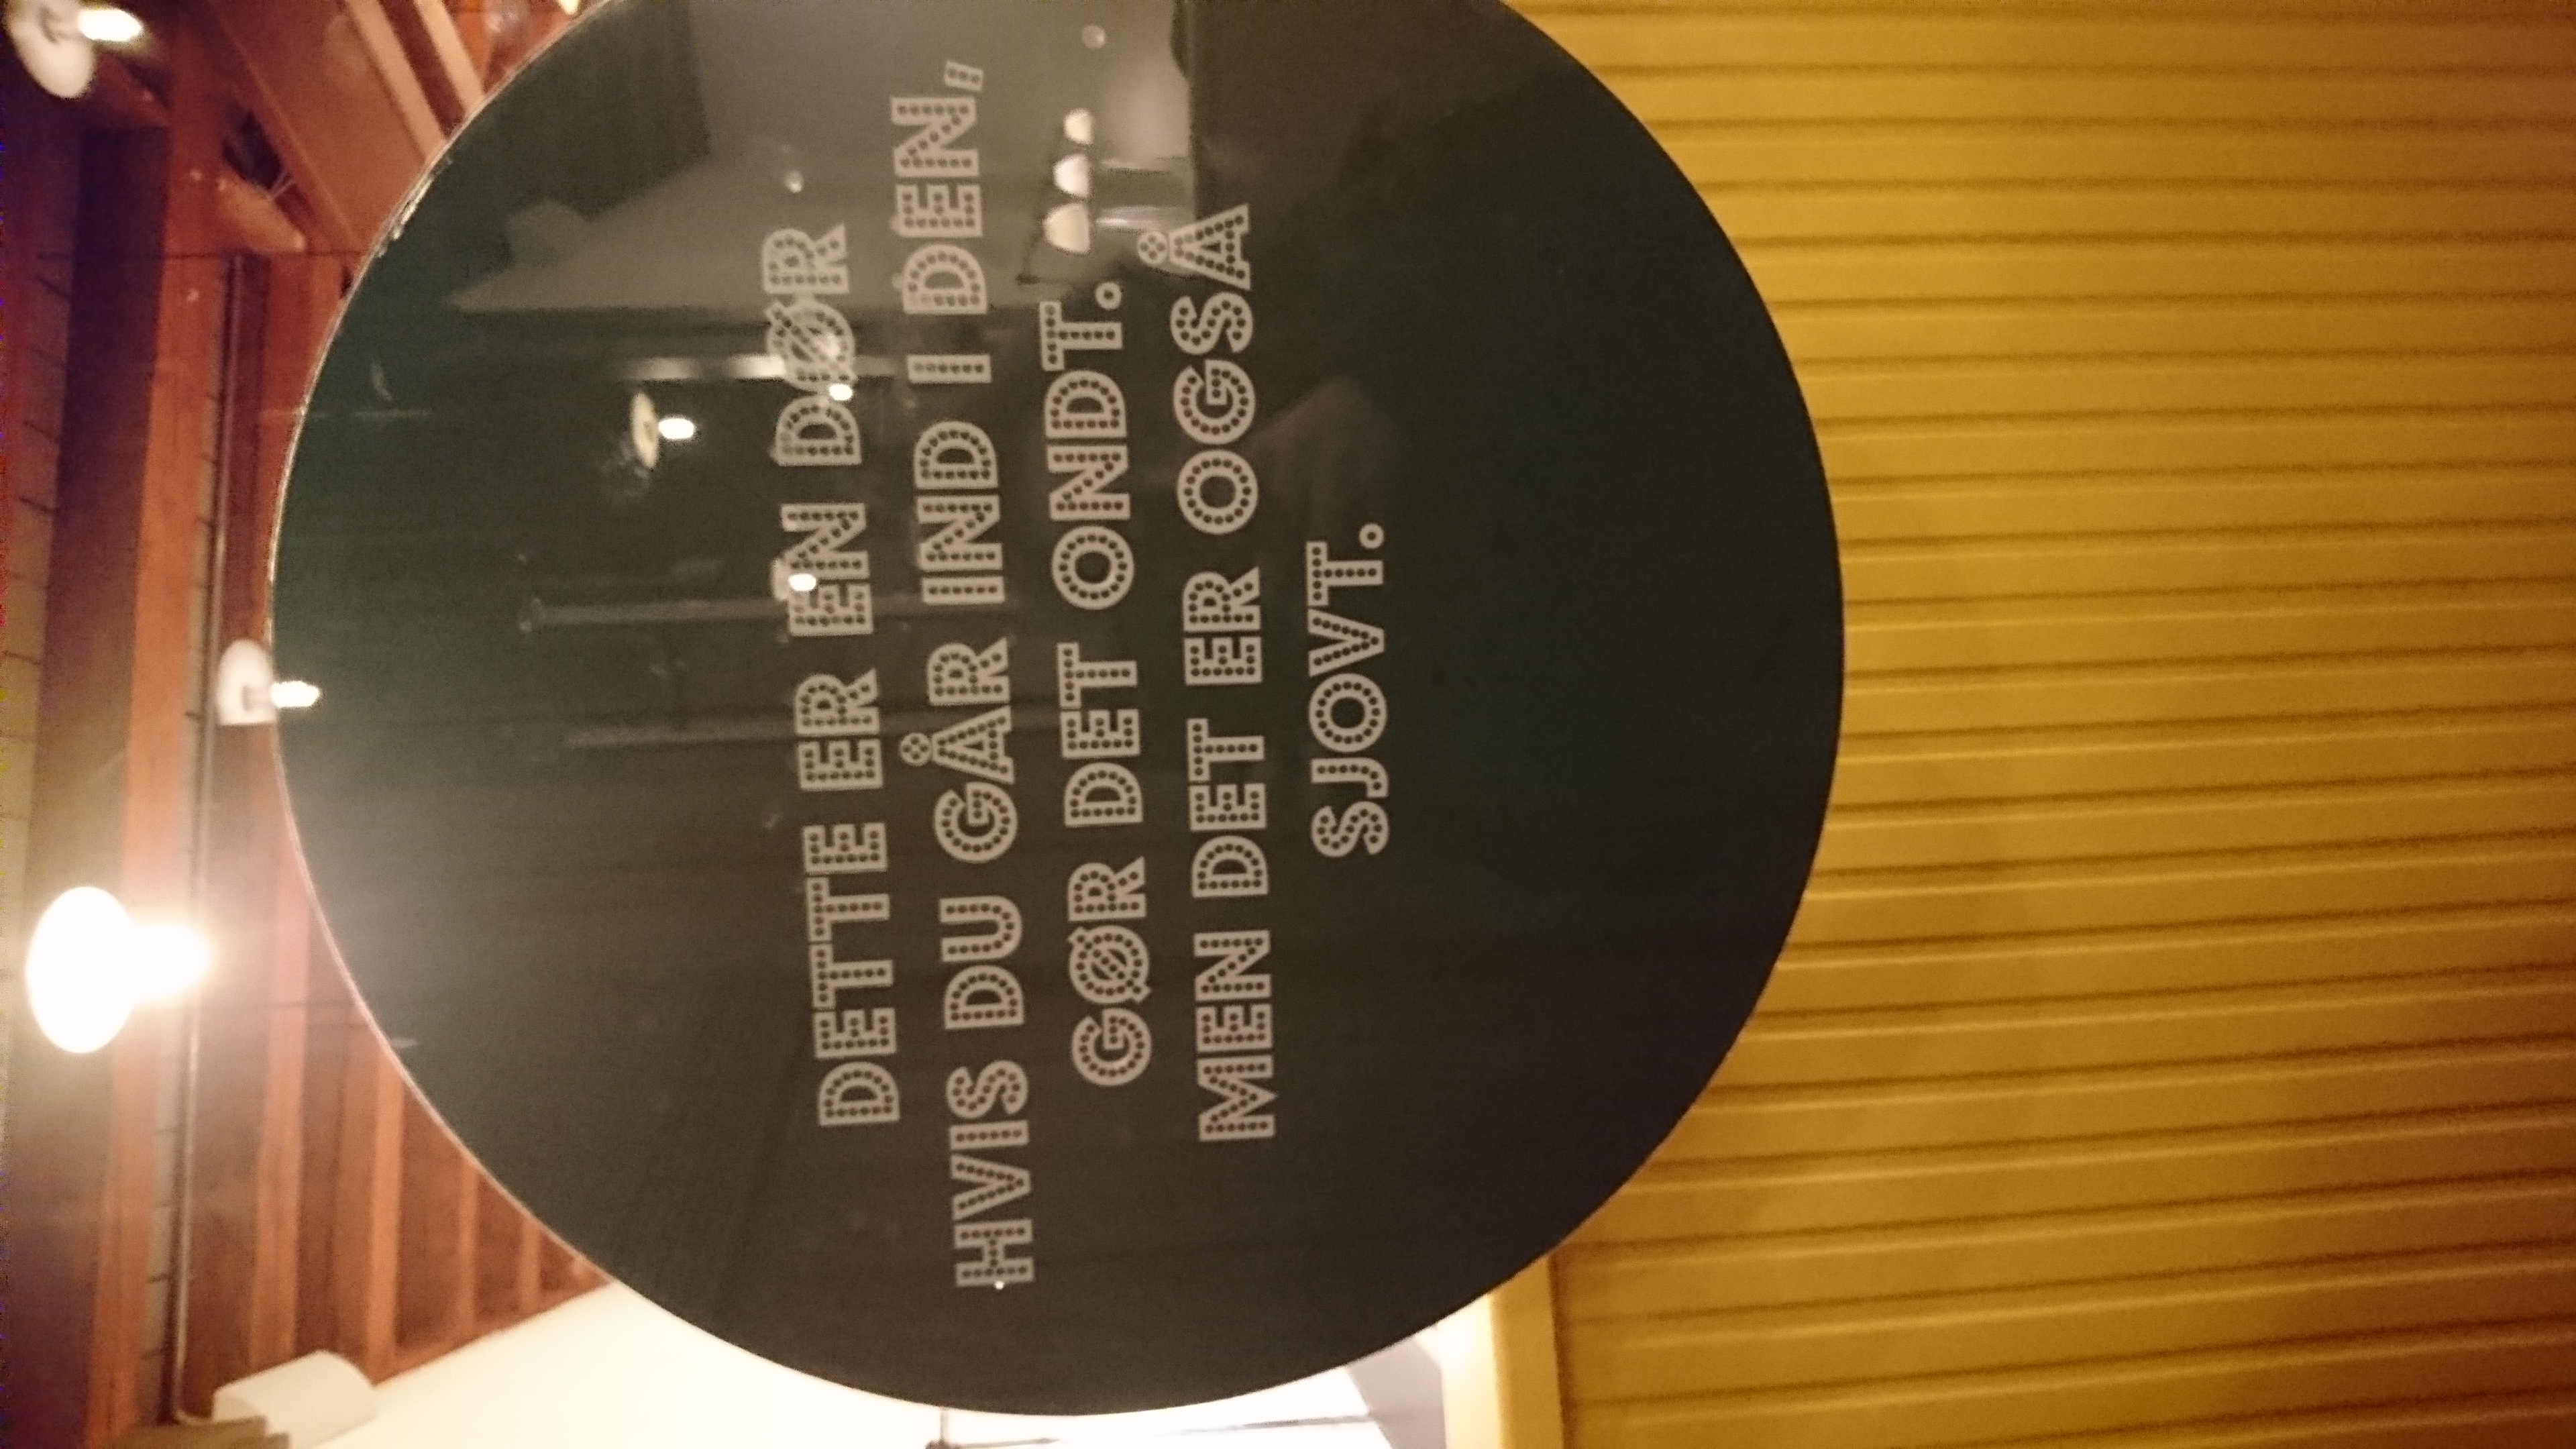 DETTE ER EN DØR
HVIS DU GÅR IND I DEN,
GØR DET ONDT.
MEN DET ER OGSÅ
SJOVT.